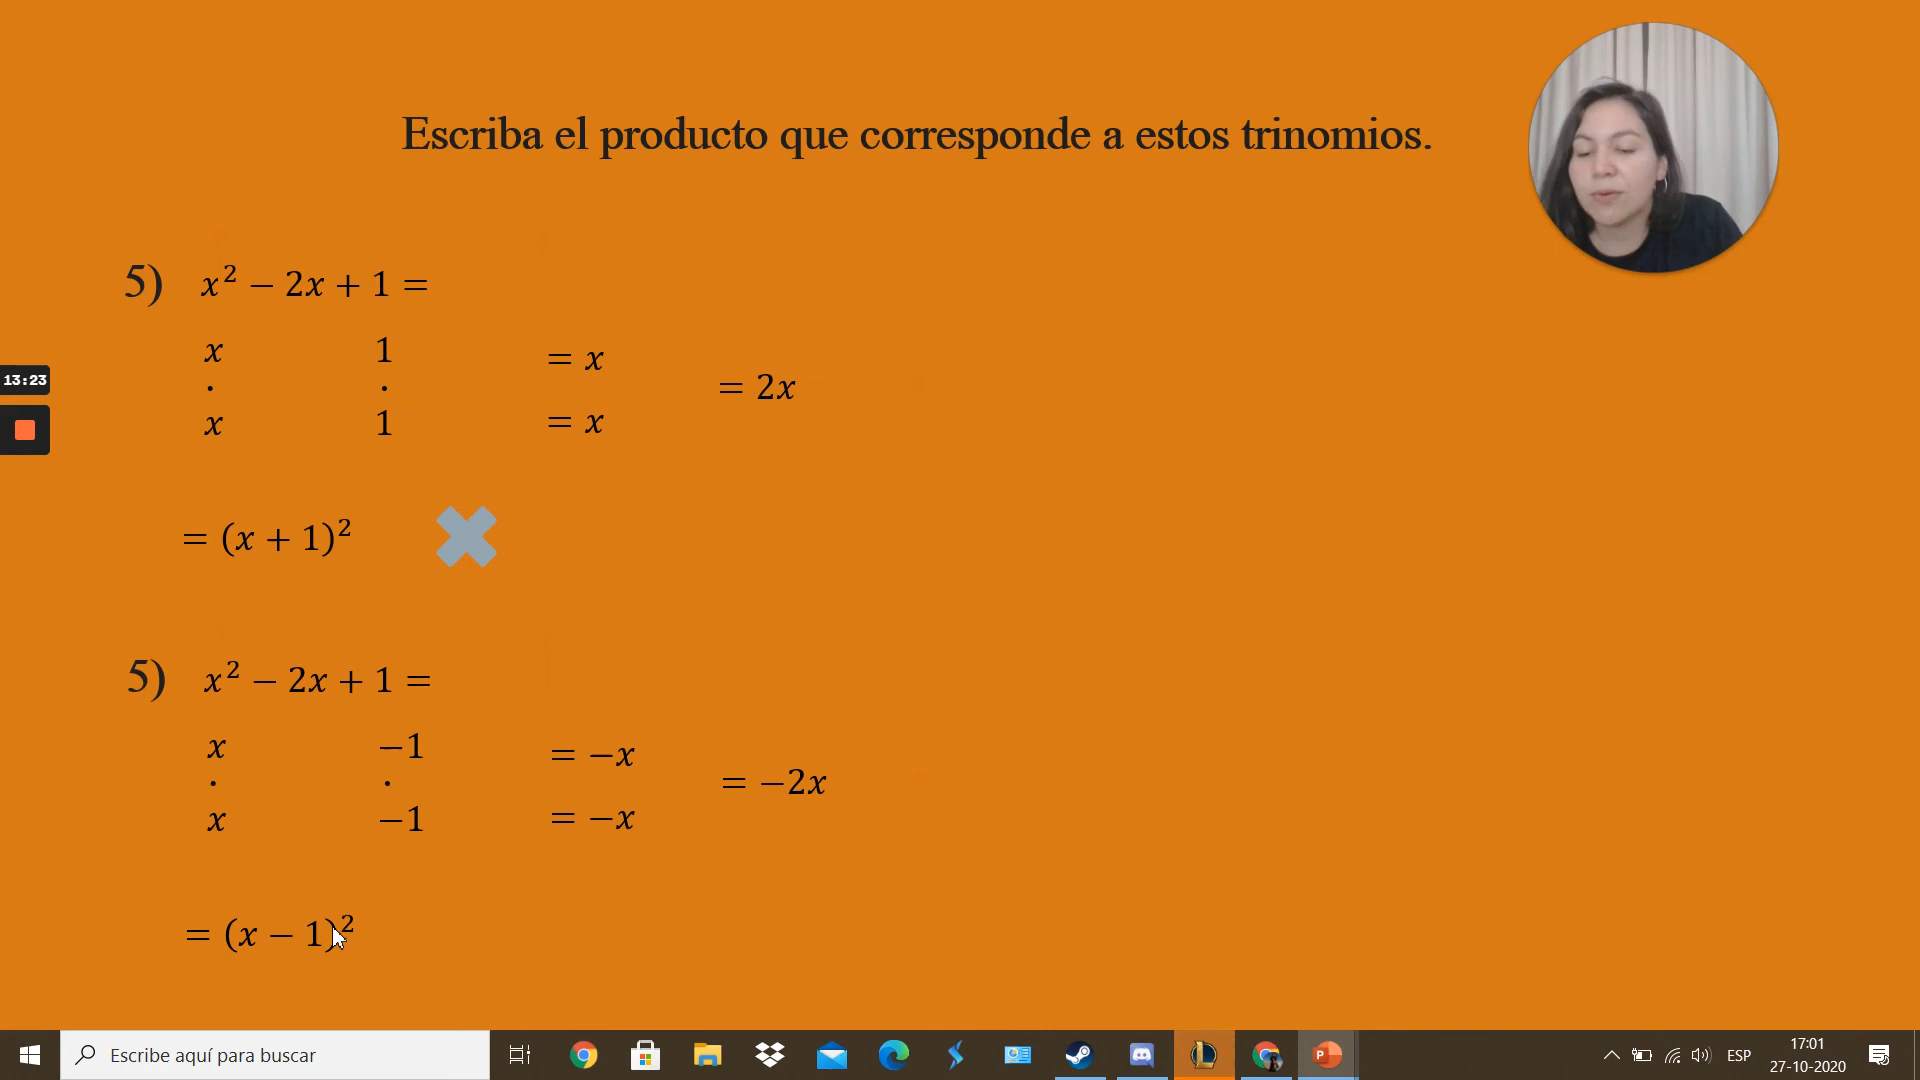 Escriba el producto que corresponde a estos trinomios.
5) x² − 2x + 1 =
x 1 = x
· · = 2x
x 1 = x
= (x + 1)²
5) x² − 2x + 1 =
x −1 = −x
· · = −2x
x −1 = −x
= (x − 1)²
13:23
Escribe aquí para buscar
ESP
17:01
27-10-2020